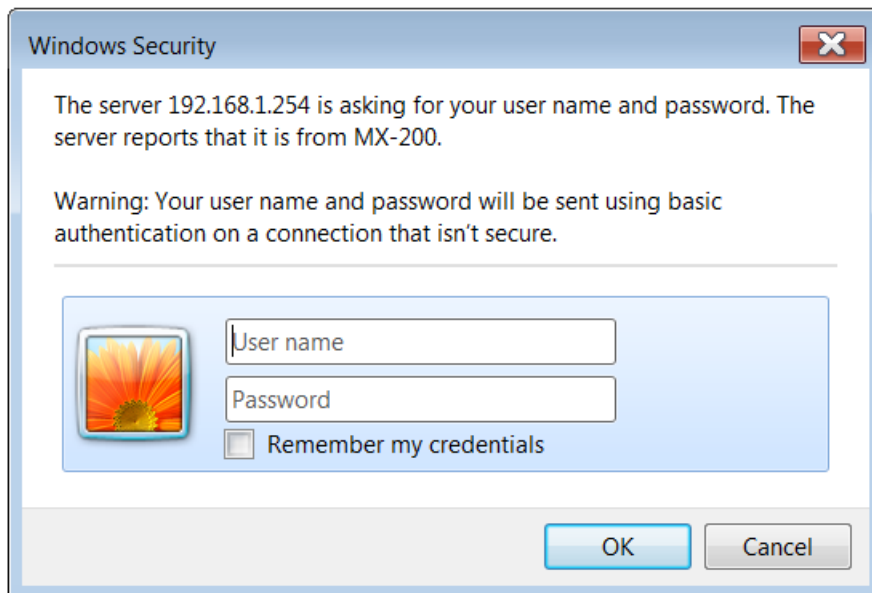 Windows Security
The server 192.168.1.254 is asking for your user name and password. The
server reports that it is from MX-200.
Warning: Your user name and password will be sent using basic
authentication on a connection that isn't secure.
User name
Password
Remember my credentials
OK
Cancel